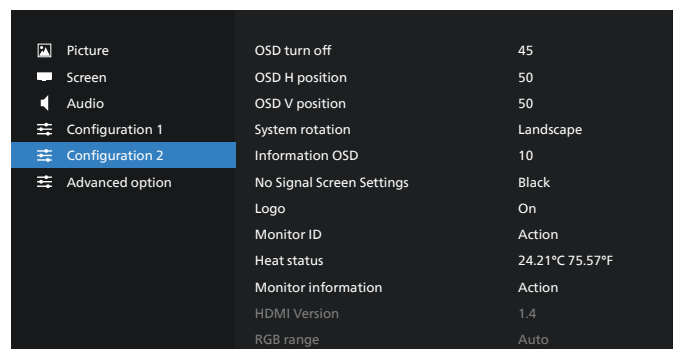 Picture
Screen
Audio
Configuration 1
Configuration 2
Advanced option
OSD turn off 45
OSD H position 50
OSD V position 50
System rotation Landscape
Information OSD 10
No Signal Screen Settings Black
Logo On
Monitor ID Action
Heat status 24.21°C 75.57°F
Monitor information Action
HDMI Version 1.4
RGB range Auto